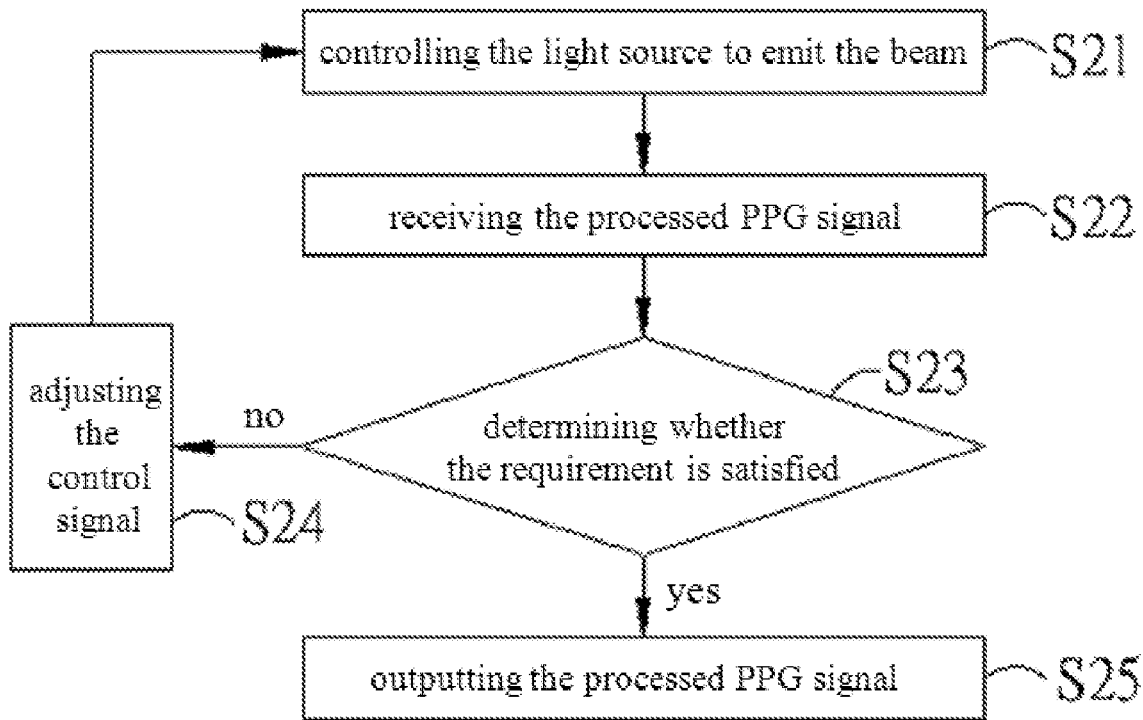 controlling the light source to emit the beam
S21
receiving the processed PPG signal
S22
S23
determining whether
the requirement is satisfied
no
adjusting
the
control
signal
S24
yes
outputting the processed PPG signal
S25